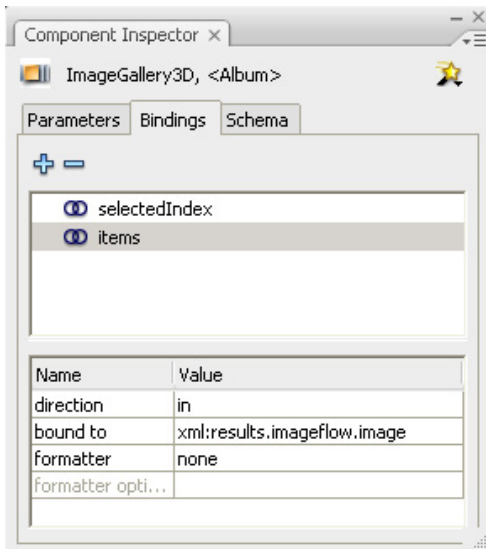 Component Inspector ×
ImageGallery3D, <Album>
Parameters Bindings Schema
selectedIndex
items
Name Value
direction in
bound to xml:results.imageflow.image
formatter none
formatter opti...